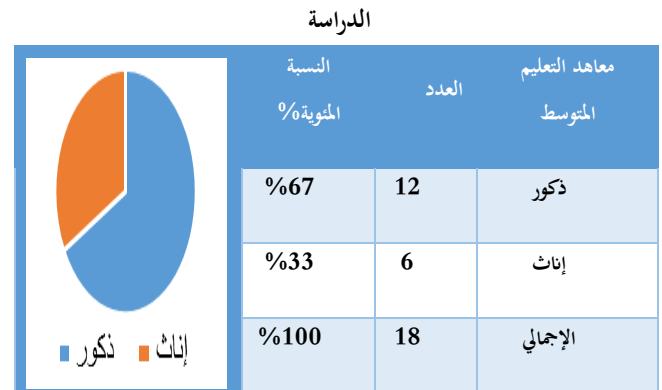 الدراسة
معاهد التعليم المتوسط	العدد	النسبة المئوية%
ذكور	12	67%
إناث	6	33%
الإجمالي	18	100%
إناث ذكور